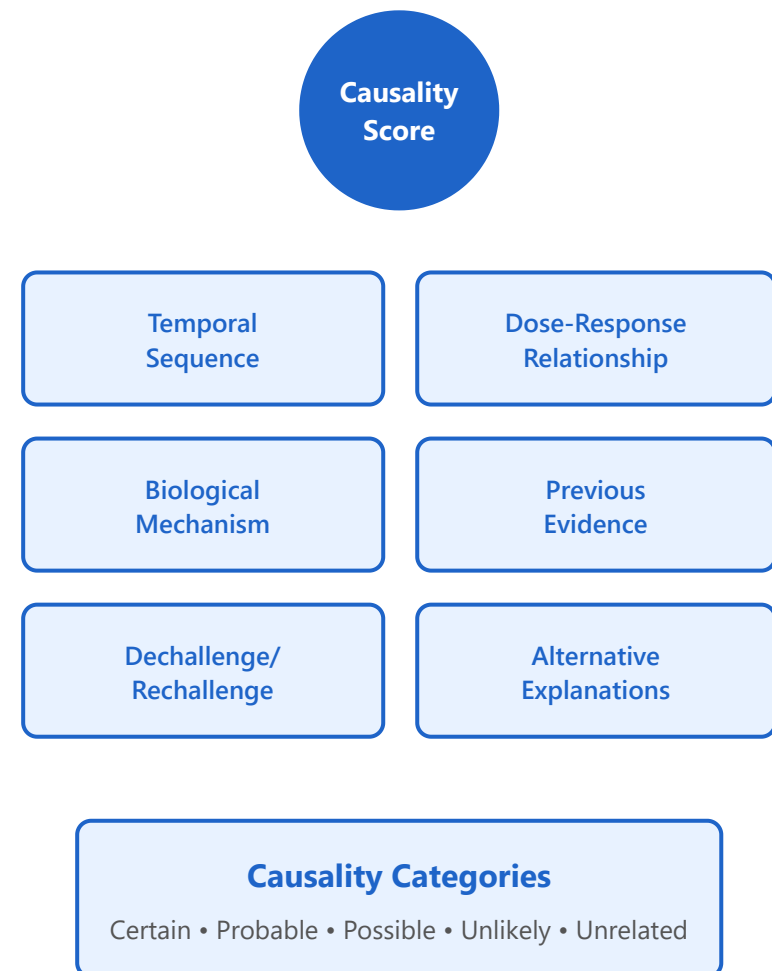 Causality
Score
Temporal
Sequence
Dose-Response
Relationship
Biological
Mechanism
Previous
Evidence
Dechallenge/
Rechallenge
Alternative
Explanations
Causality Categories
Certain • Probable • Possible • Unlikely • Unrelated